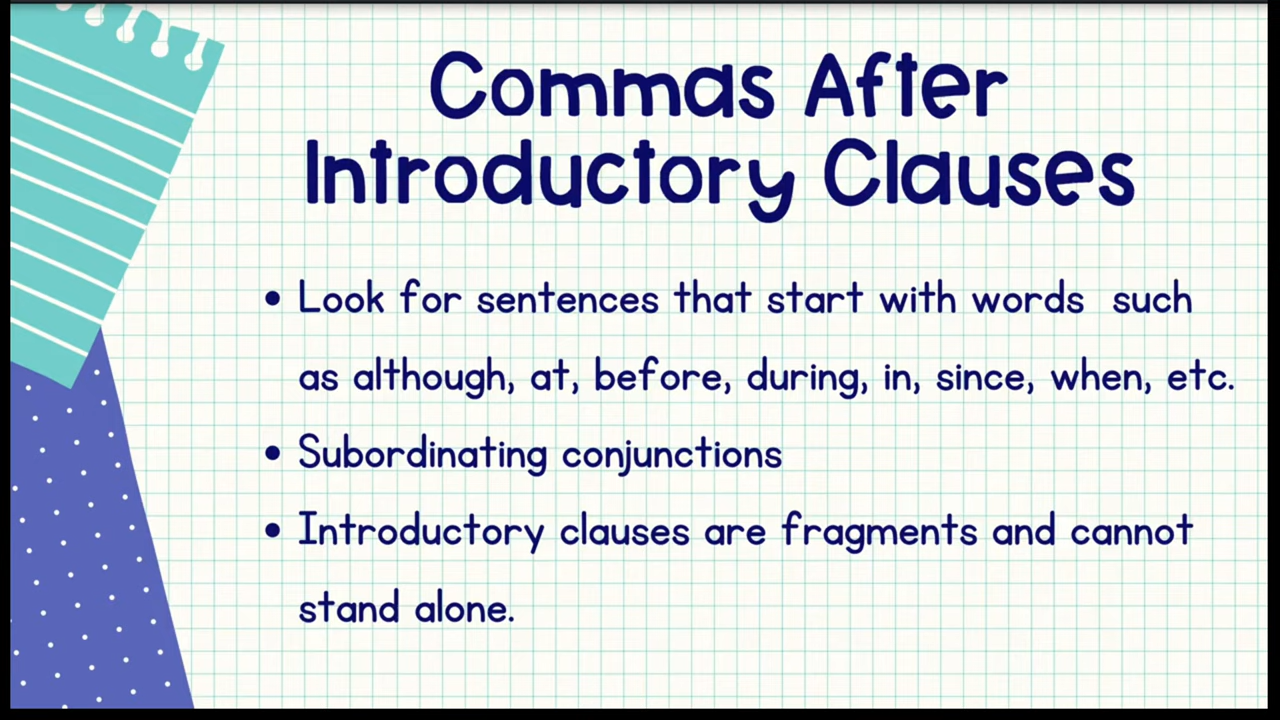 Commas After
Introductory Clauses
• Look for sentences that start with words  such
as although, at, before, during, in, since, when, etc.
• Subordinating conjunctions
• Introductory clauses are fragments and cannot
stand alone.